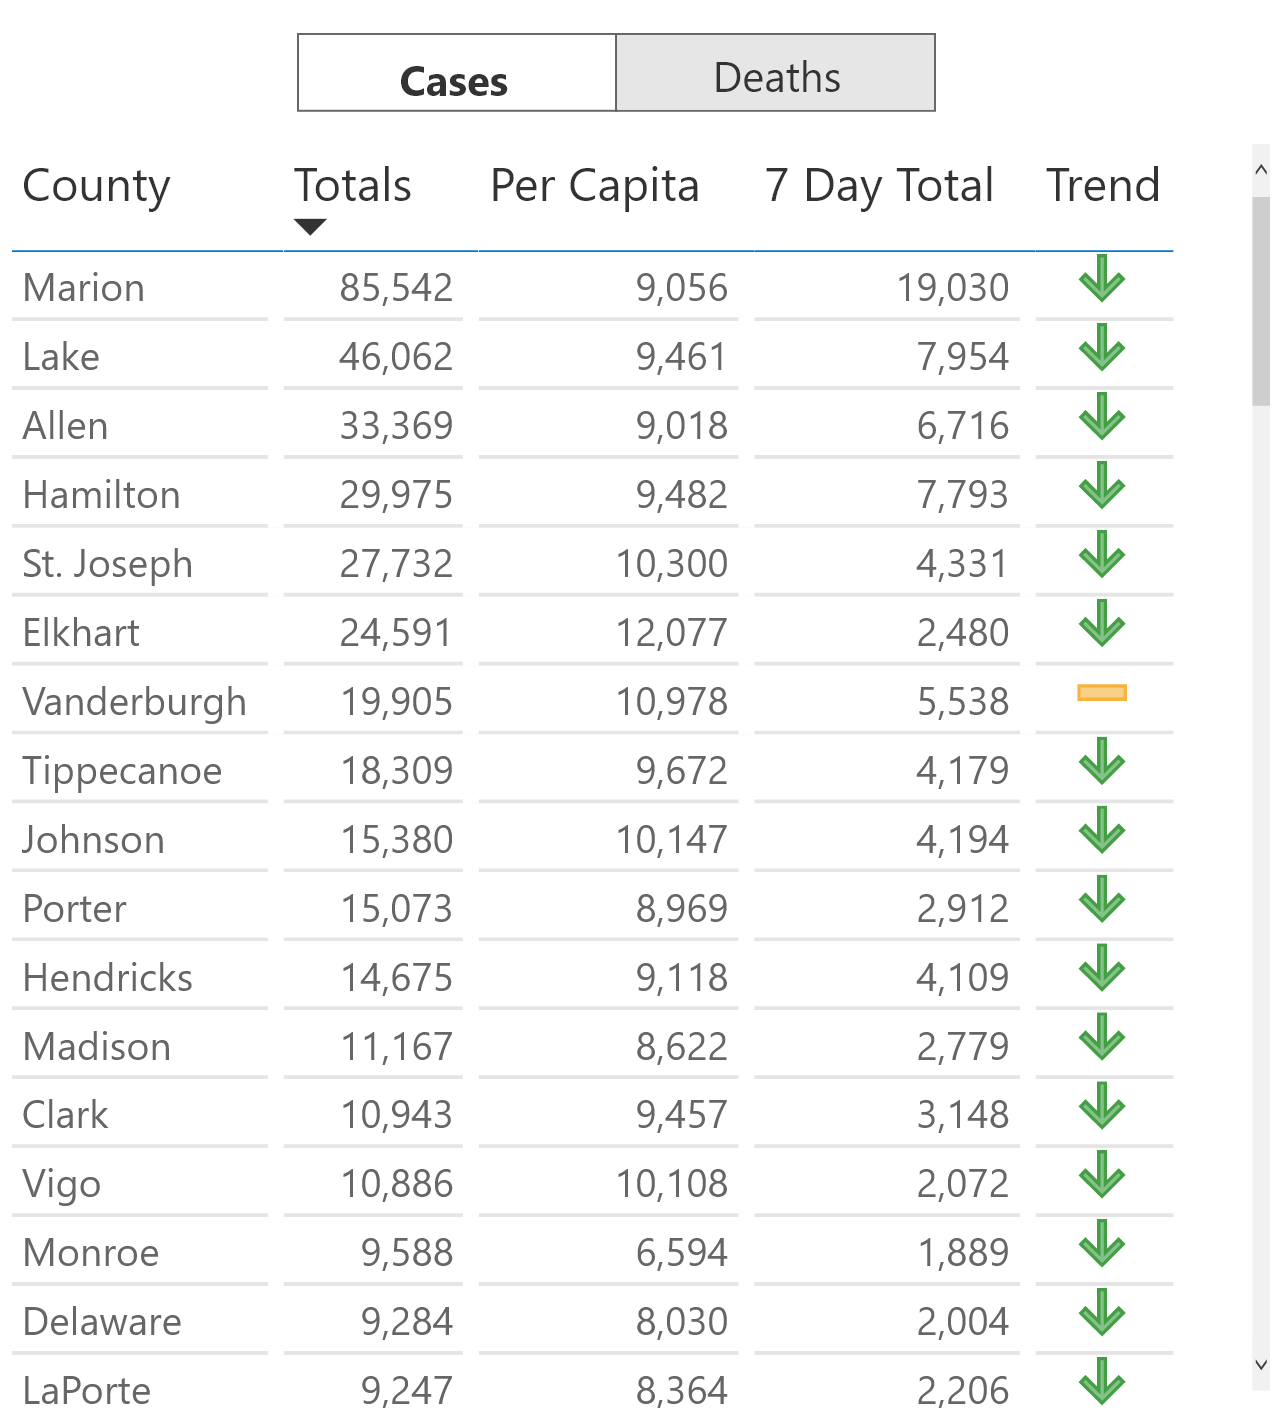 Cases Deaths
County Totals Per Capita 7 Day Total Trend
Marion 85,542 9,056 19,030
Lake 46,062 9,461 7,954
Allen 33,369 9,018 6,716
Hamilton 29,975 9,482 7,793
St. Joseph 27,732 10,300 4,331
Elkhart 24,591 12,077 2,480
Vanderburgh 19,905 10,978 5,538
Tippecanoe 18,309 9,672 4,179
Johnson 15,380 10,147 4,194
Porter 15,073 8,969 2,912
Hendricks 14,675 9,118 4,109
Madison 11,167 8,622 2,779
Clark 10,943 9,457 3,148
Vigo 10,886 10,108 2,072
Monroe 9,588 6,594 1,889
Delaware 9,284 8,030 2,004
LaPorte 9,247 8,364 2,206